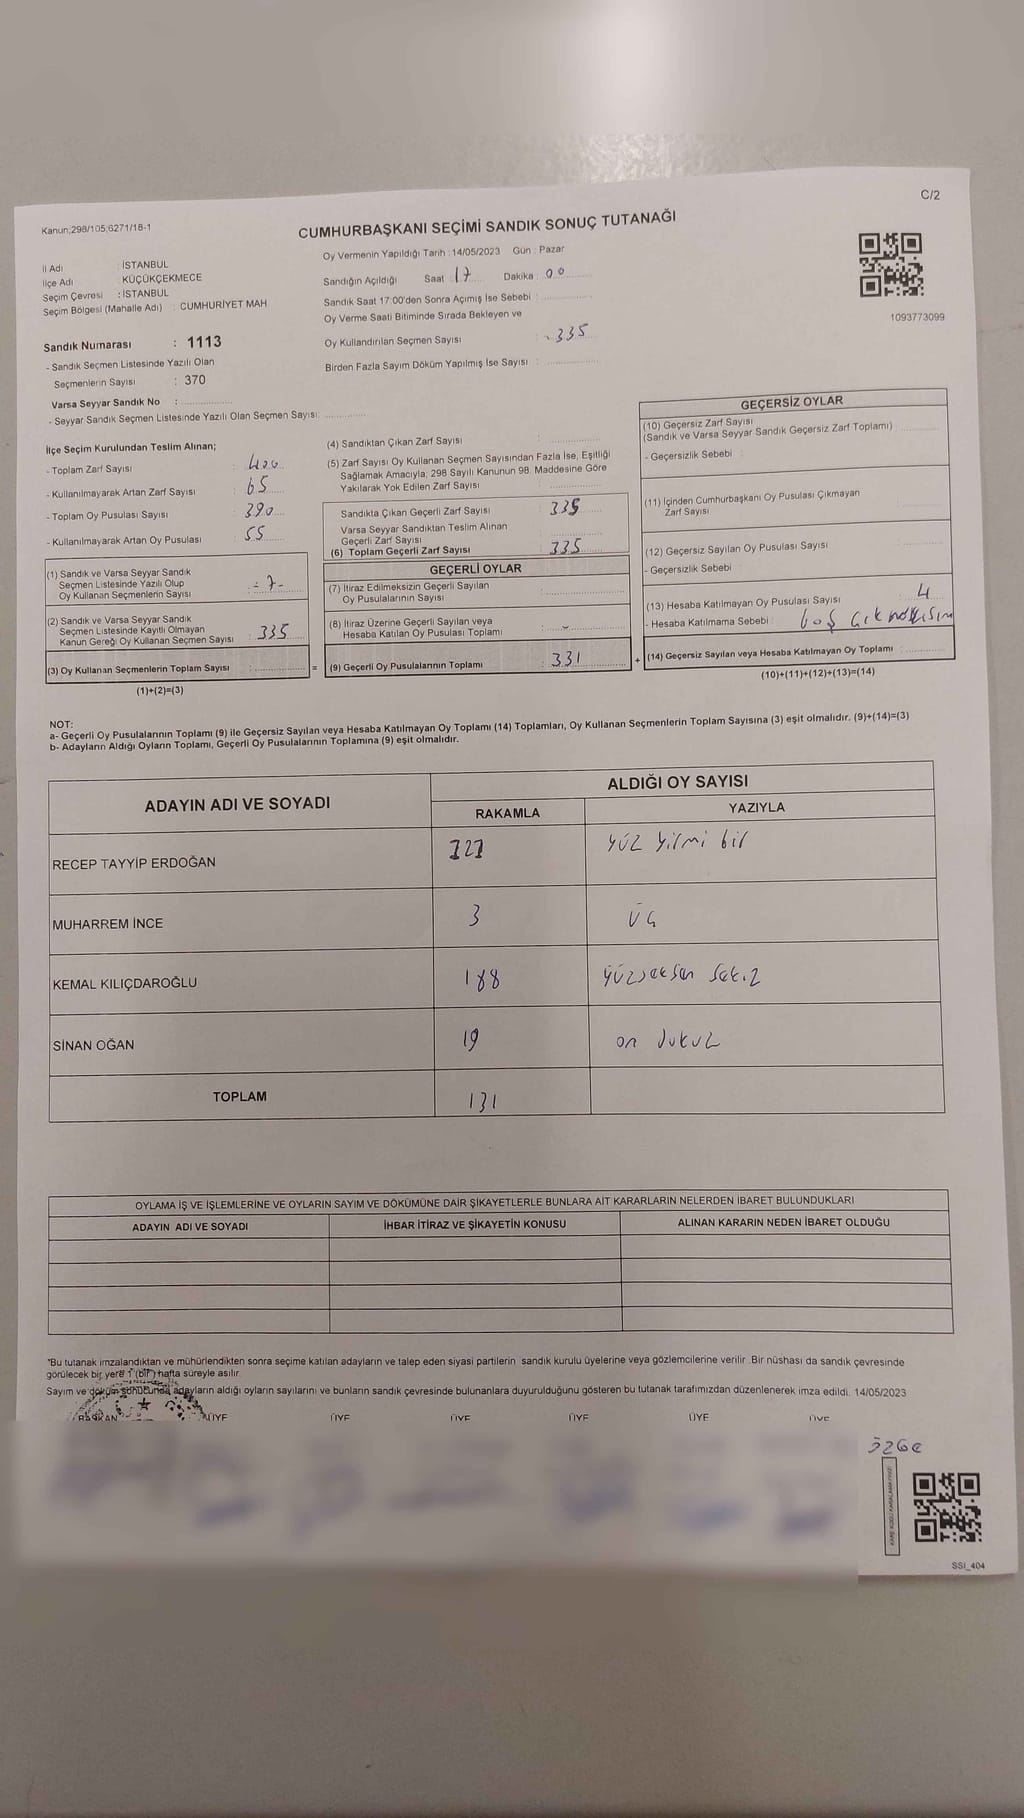 C/2
Kanun;298/105;6271/18-1
CUMHURBAŞKANI SEÇİMİ SANDIK SONUÇ TUTANAĞI
İl Adı : İSTANBUL
İlçe Adı : KÜÇÜKÇEKMECE
Seçim Çevresi : İSTANBUL
Seçim Bölgesi (Mahalle Adı) : CUMHURİYET MAH
Sandık Numarası : 1113
- Sandık Seçmen Listesinde Yazılı Olan
Seçmenlerin Sayısı : 370
Varsa Seyyar Sandık No :
- Seyyar Sandık Seçmen Listesinde Yazılı Olan Seçmen Sayısı:
Oy Vermenin Yapıldığı Tarih : 14/05/2023 Gün : Pazar
Sandığın Açıldığı Saat : 17 Dakika : 00
Sandık Saat 17:00'den Sonra Açımış İse Sebebi :
Oy Verme Saati Bitiminde Sırada Bekleyen ve
Oy Kullandırılan Seçmen Sayısı : 335
Birden Fazla Sayım Döküm Yapılmış İse Sayısı :
1093773099
İlçe Seçim Kurulundan Teslim Alınan;
- Toplam Zarf Sayısı : 400
- Kullanılmayarak Artan Zarf Sayısı : 65
- Toplam Oy Pusulası Sayısı : 390
- Kullanılmayarak Artan Oy Pusulası : 55
(1) Sandık ve Varsa Seyyar Sandık
Seçmen Listesinde Yazılı Olup
Oy Kullanan Seçmenlerin Sayısı :
(2) Sandık ve Varsa Seyyar Sandık
Seçmen Listesinde Kayıtlı Olmayan
Kanun Gereği Oy Kullanan Seçmen Sayısı : 335
(3) Oy Kullanan Seçmenlerin Toplam Sayısı : =
(1)+(2)=(3)
(4) Sandıktan Çıkan Zarf Sayısı :
(5) Zarf Sayısı Oy Kullanan Seçmen Sayısından Fazla İse, Eşitliği
Sağlamak Amacıyla, 298 Sayılı Kanunun 98. Maddesine Göre
Yakılarak Yok Edilen Zarf Sayısı :
Sandıkta Çıkan Geçerli Zarf Sayısı : 335
Varsa Seyyar Sandıktan Teslim Alınan
Geçerli Zarf Sayısı :
(6) Toplam Geçerli Zarf Sayısı : 335
GEÇERLİ OYLAR
(7) İtiraz Edilmeksizin Geçerli Sayılan
Oy Pusulalarının Sayısı :
(8) İtiraz Üzerine Geçerli Sayılan veya
Hesaba Katılan Oy Pusulası Toplamı : -
(9) Geçerli Oy Pusulalarının Toplamı : 331 +
GEÇERSİZ OYLAR
(10) Geçersiz Zarf Sayısı
(Sandık ve Varsa Seyyar Sandık Geçersiz Zarf Toplamı) :
- Geçersizlik Sebebi :
(11) İçinden Cumhurbaşkanı Oy Pusulası Çıkmayan
Zarf Sayısı :
(12) Geçersiz Sayılan Oy Pusulası Sayısı :
- Geçersizlik Sebebi :
(13) Hesaba Katılmayan Oy Pusulası Sayısı : 4
- Hesaba Katılmama Sebebi : boş
(14) Geçersiz Sayılan veya Hesaba Katılmayan Oy Toplamı :
(10)+(11)+(12)+(13)=(14)
NOT:
a- Geçerli Oy Pusulalarının Toplamı (9) ile Geçersiz Sayılan veya Hesaba Katılmayan Oy Toplamı (14) Toplamları, Oy Kullanan Seçmenlerin Toplam Sayısına (3) eşit olmalıdır. (9)+(14)=(3)
b- Adayların Aldığı Oyların Toplamı, Geçerli Oy Pusulalarının Toplamına (9) eşit olmalıdır.
ADAYIN ADI VE SOYADI ALDIĞI OY SAYISI
RAKAMLA YAZIYLA
RECEP TAYYİP ERDOĞAN 121 yüz yirmi bir
MUHARREM İNCE 3 üç
KEMAL KILIÇDAROĞLU 188 yüzseksen sekiz
SİNAN OĞAN 19 on dokuz
TOPLAM 131
OYLAMA İŞ VE İŞLEMLERİNE VE OYLARIN SAYIM VE DÖKÜMÜNE DAİR ŞİKAYETLERLE BUNLARA AİT KARARLARIN NELERDEN İBARET BULUNDUKLARI
ADAYIN ADI VE SOYADI İHBAR İTİRAZ VE ŞİKAYETİN KONUSU ALINAN KARARIN NEDEN İBARET OLDUĞU
*Bu tutanak imzalandıktan ve mühürlendikten sonra seçime katılan adayların ve talep eden siyasi partilerin sandık kurulu üyelerine veya gözlemcilerine verilir .Bir nüshası da sandık çevresinde
görülecek bir yere 1 (bir) hafta süreyle asılır.
Sayım ve döküm sonucunda adayların aldığı oyların sayılarını ve bunların sandık çevresinde bulunanlara duyurulduğunu gösteren bu tutanak tarafımızdan düzenlenerek imza edildi. 14/05/2023
BAŞKAN ÜYE ÜYE ÜYE ÜYE ÜYE ÜYE
SSI_404